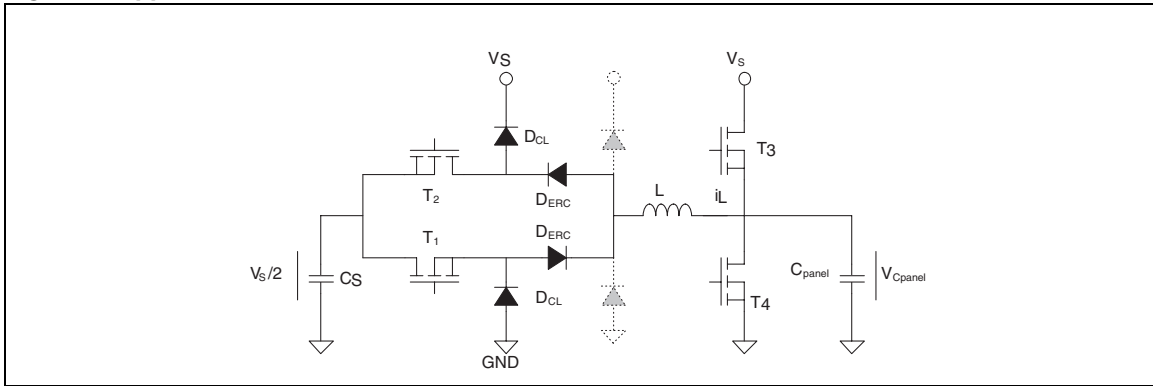 VS
Vs
DCL
T3
T2
DERC
L
iL
T1
DERC
VS/2
CS
DCL
Cpanel
VCpanel
T4
GND